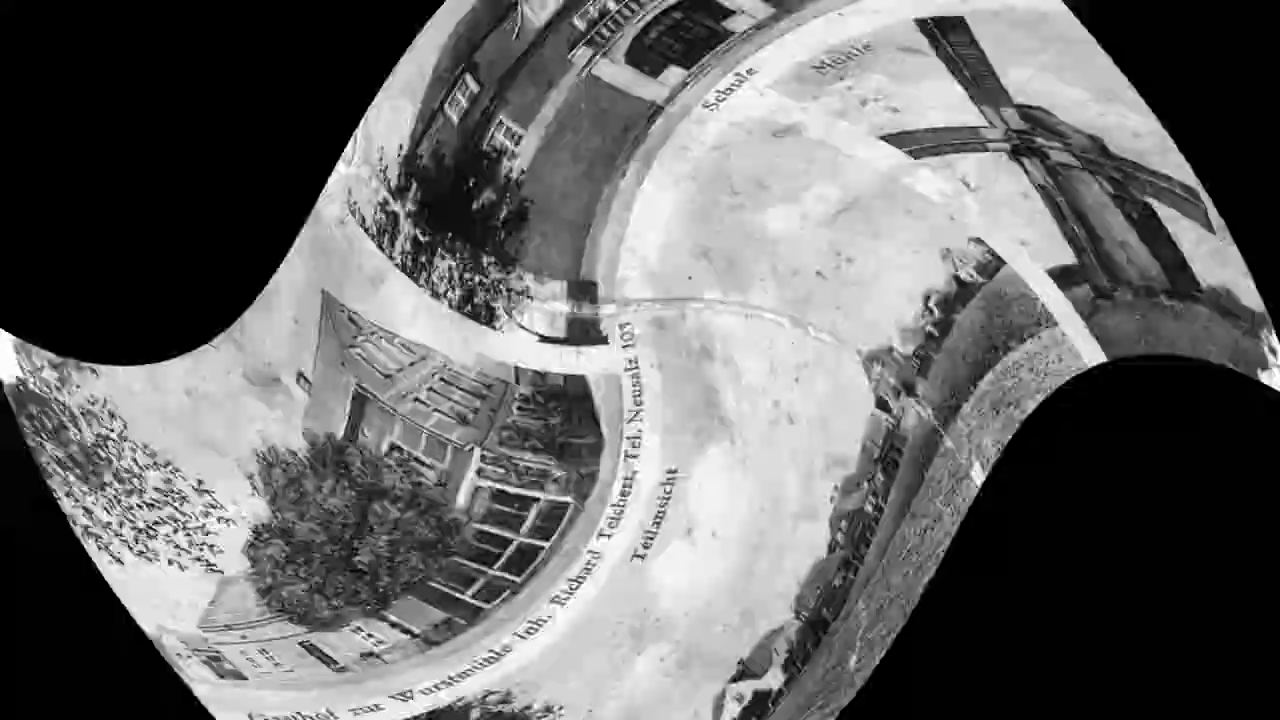 Schule
Mühle
Gasthof zur Wurstmühle Inh. Richard Teichert, Tel. Neusalz 103
Teilansicht